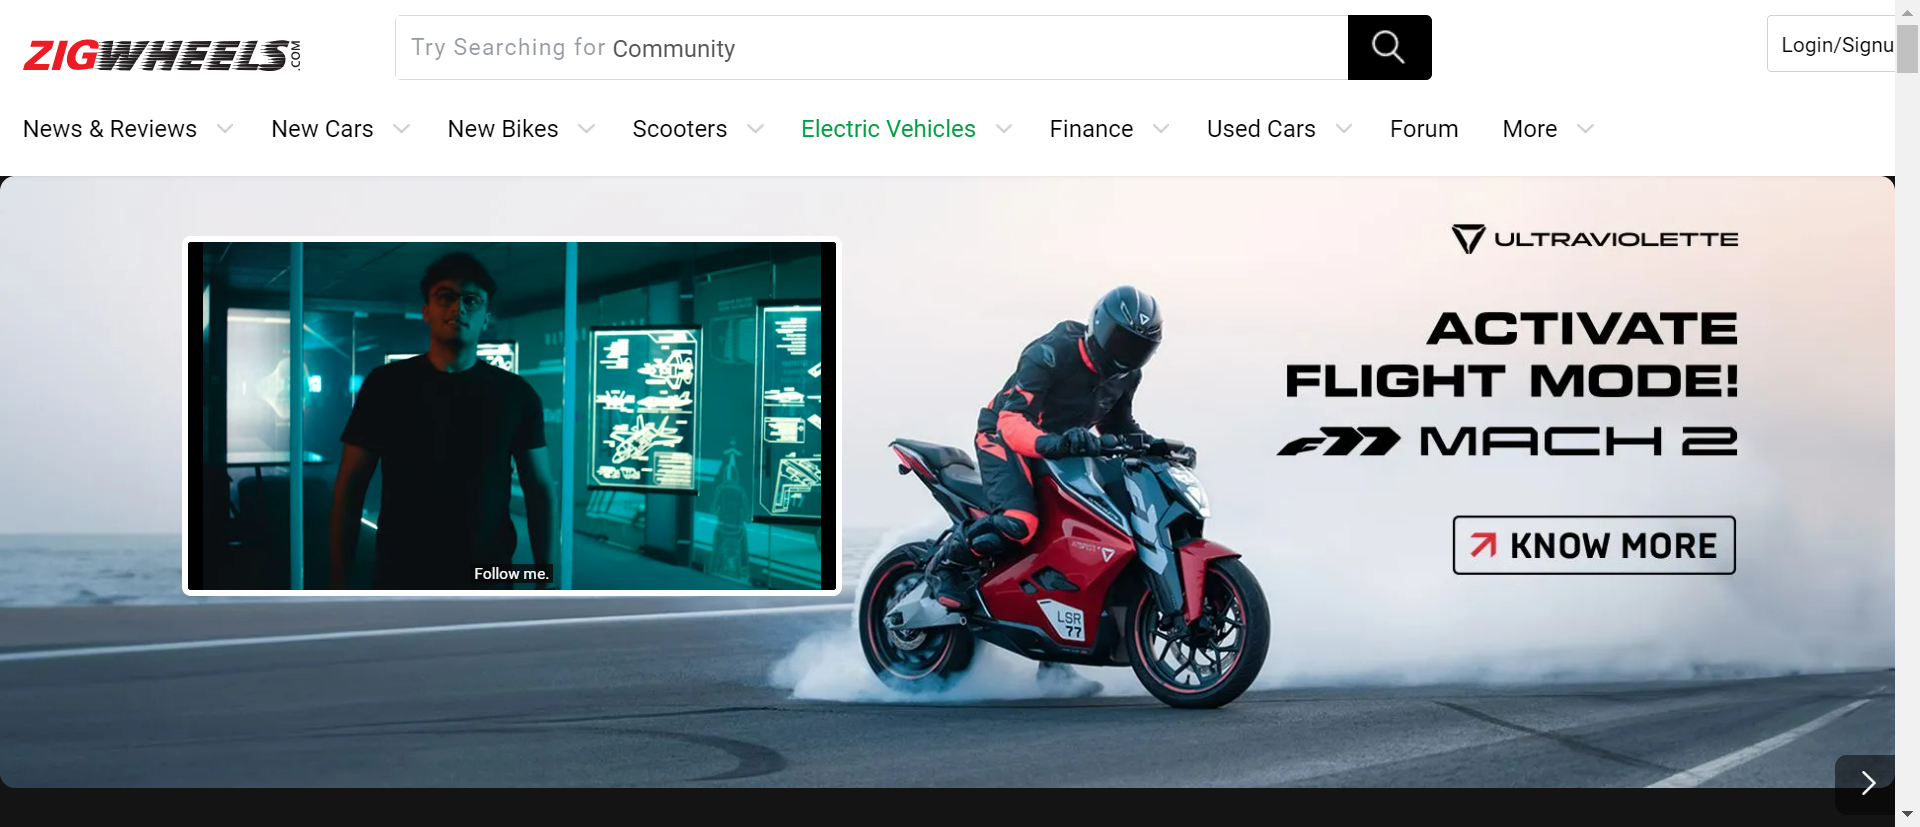 ZIGWHEELS.COM
Try Searching for Community
Login/Signu
News & Reviews
New Cars
New Bikes
Scooters
Electric Vehicles
Finance
Used Cars
Forum
More
ULTRAVIOLETTE
ACTIVATE
FLIGHT MODE!
F77 MACH 2
KNOW MORE
Follow me.
LSR
77